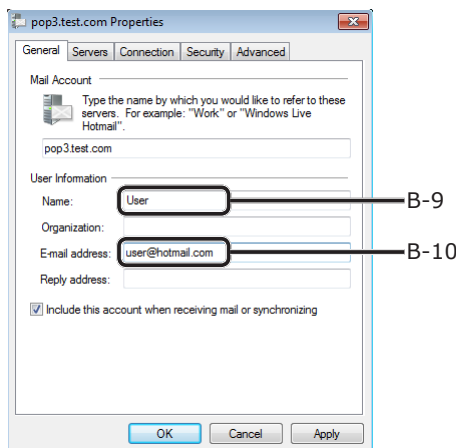 pop3.test.com Properties
General Servers Connection Security Advanced
Mail Account
Type the name by which you would like to refer to these
servers. For example: "Work" or "Windows Live
Hotmail".
pop3.test.com
User Information
Name: User B-9
Organization:
E-mail address: user@hotmail.com B-10
Reply address:
Include this account when receiving mail or synchronizing
OK Cancel Apply